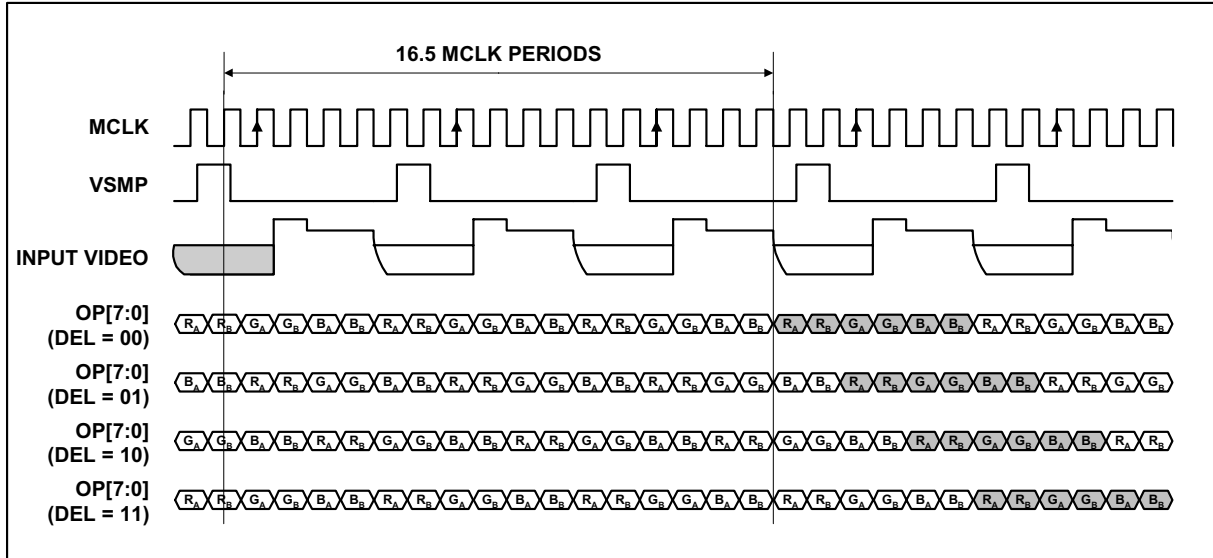 16.5 MCLK PERIODS
MCLK
VSMP
INPUT VIDEO
OP[7:0]
(DEL = 00)
RA RB GA GB BA BB RA RB GA GB BA BB RA RB GA GB BA BB RA RB GA GB BA BB RA RB GA GB BA BB
OP[7:0]
(DEL = 01)
BA BB RA RB GA GB BA BB RA RB GA GB BA BB RA RB GA GB BA BB RA RB GA GB BA BB RA RB GA GB
OP[7:0]
(DEL = 10)
GA GB BA BB RA RB GA GB BA BB RA RB GA GB BA BB RA RB GA GB BA BB RA RB GA GB BA BB RA RB
OP[7:0]
(DEL = 11)
RA RB GA GB BA BB RA RB GA GB BA BB RA RB GB GB BA BB RA RB GA GB BA BB RA RB GA GB BA BB